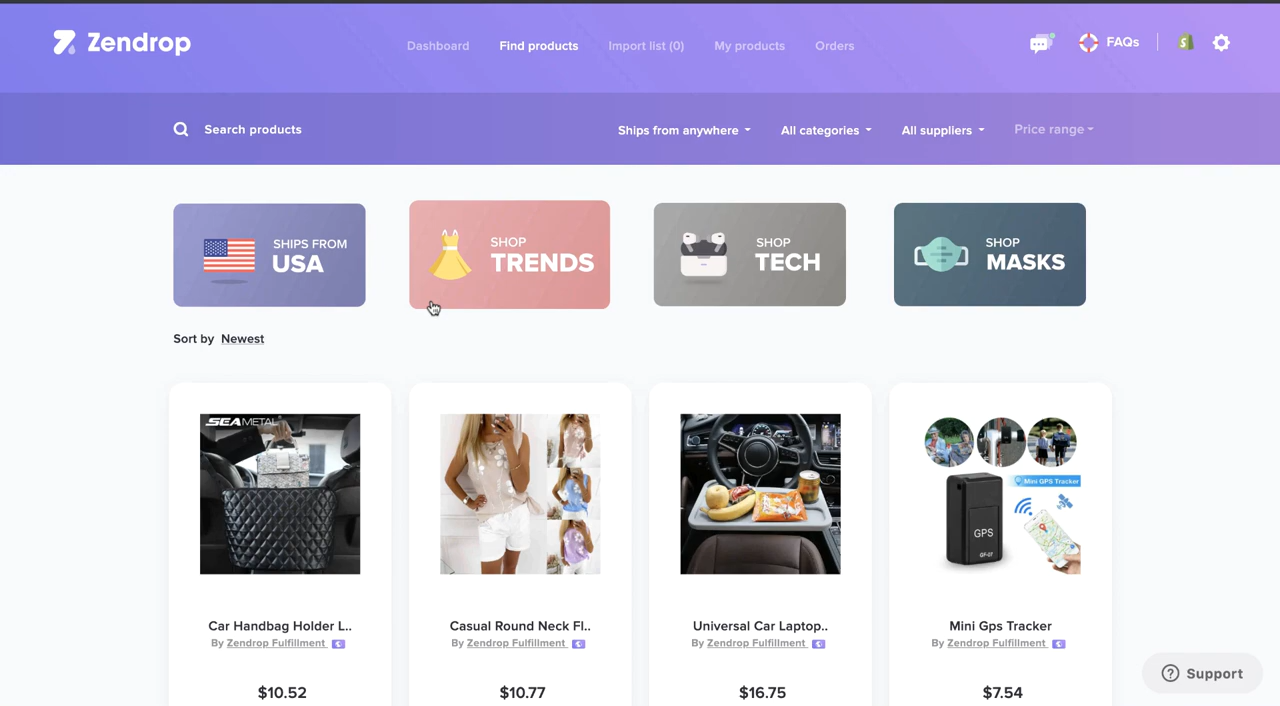 Zendrop
Dashboard
Find products
Import list (0)
My products
Orders
FAQs
Search products
Ships from anywhere
All categories
All suppliers
Price range
SHIPS FROM
USA
SHOP
TRENDS
SHOP
TECH
SHOP
MASKS
Sort by Newest
SEAMETAL
GPS
Mini GPS Tracker
Car Handbag Holder L..
By Zendrop Fulfillment
$10.52
Casual Round Neck Fl..
By Zendrop Fulfillment
$10.77
Universal Car Laptop..
By Zendrop Fulfillment
$16.75
Mini Gps Tracker
By Zendrop Fulfillment
$7.54
Support